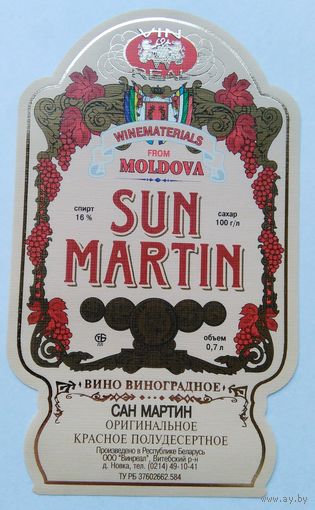 VIN
REAL
WINEMATERIALS
FROM
MOLDOVA
спирт
16 %
сахар
100 г/л
SUN
MARTIN
объем
0,7 л
ВИНО ВИНОГРАДНОЕ
САН МАРТИН
ОРИГИНАЛЬНОЕ
КРАСНОЕ ПОЛУДЕСЕРТНОЕ
Произведено в Республике Беларусь
ООО "Винреал", Витебский р-н
д. Новка, тел. (0214) 49-10-41
ТУ РБ 37602662.584
www.ay.by